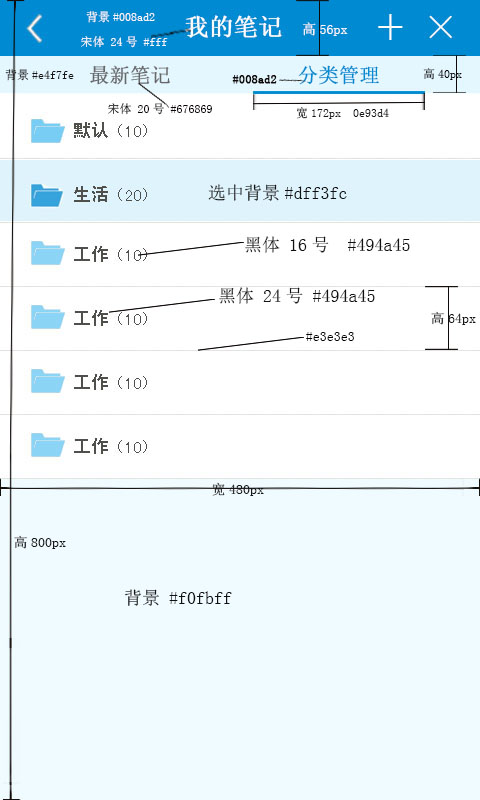 背景 #008ad2
宋体 24 号 #fff
我的笔记
高 56px
背景 #e4f7fe
最新笔记
#008ad2
分类管理
高 40px
宋体 20 号 #676869
宽 172px 0e93d4
默认（10）
生活（20）
选中背景 #dff3fc
工作（10）
黑体 16 号 #494a45
黑体 24 号 #494a45
工作（10）
高 64px
#e3e3e3
工作（10）
工作（10）
宽 480px
高 800px
背景 #f0fbff